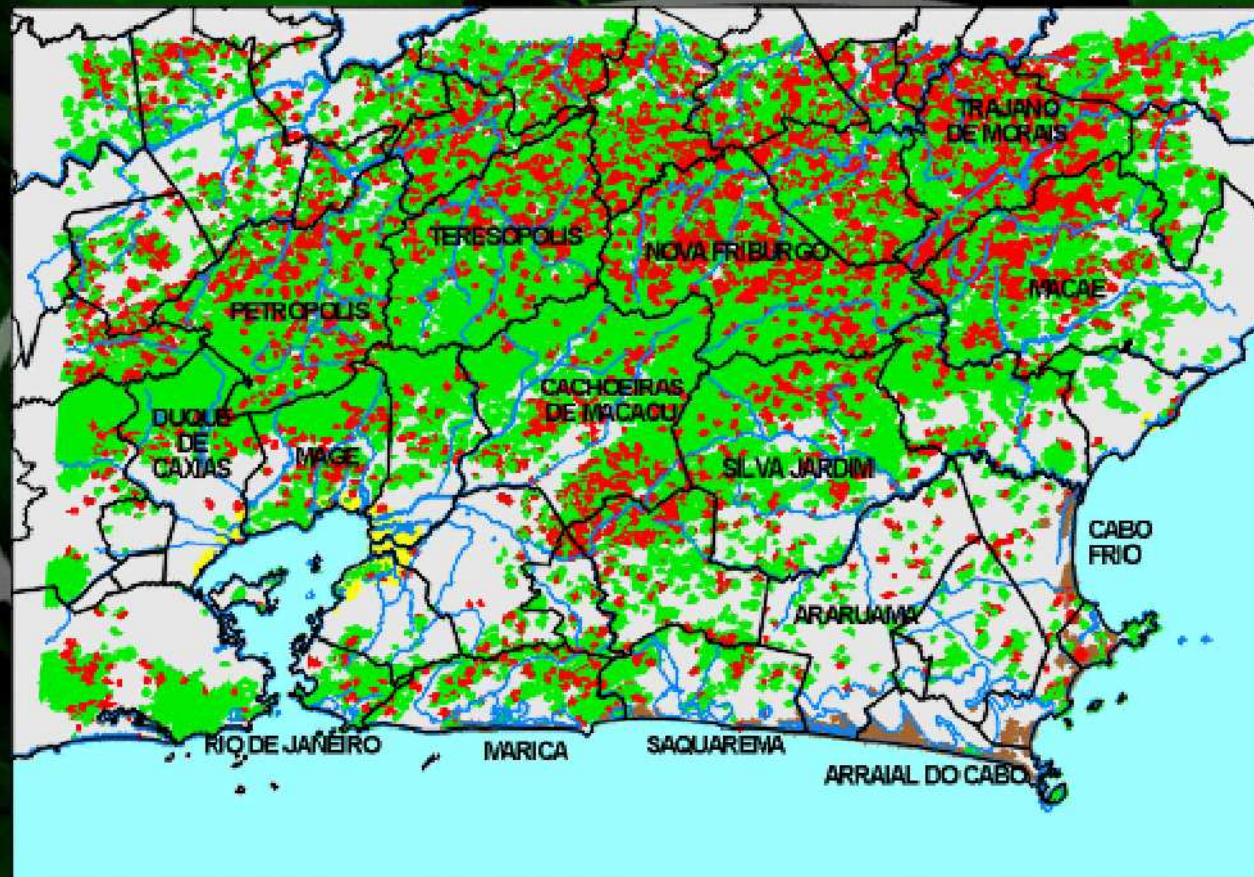 TRAJANO
DE MORAIS
TERESOPOLIS
NOVA FRIBURGO
MACAE
PETROPOLIS
CACHOEIRAS
DE MACACU
DUQUE
DE
CAXIAS
MAGE
SILVA JARDIM
CABO
FRIO
ARARUAMA
RIO DE JANEIRO
MARICA
SAQUAREMA
ARRAIAL DO CABO